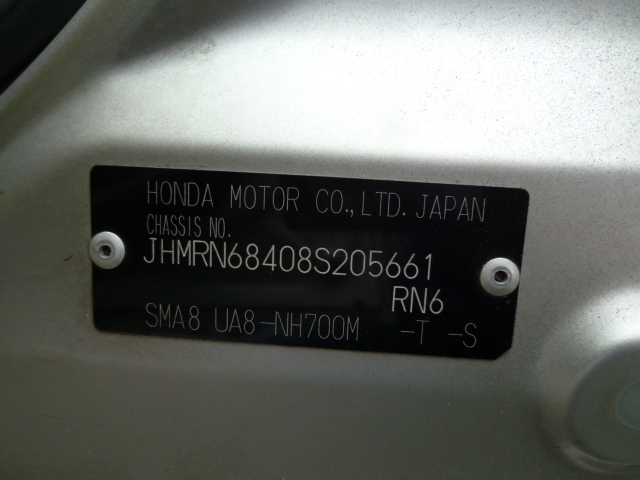 HONDA MOTOR CO.,LTD. JAPAN
CHASSIS NO.
JHMRN68408S205661
RN6
SMA8 UA8-NH700M -T -S